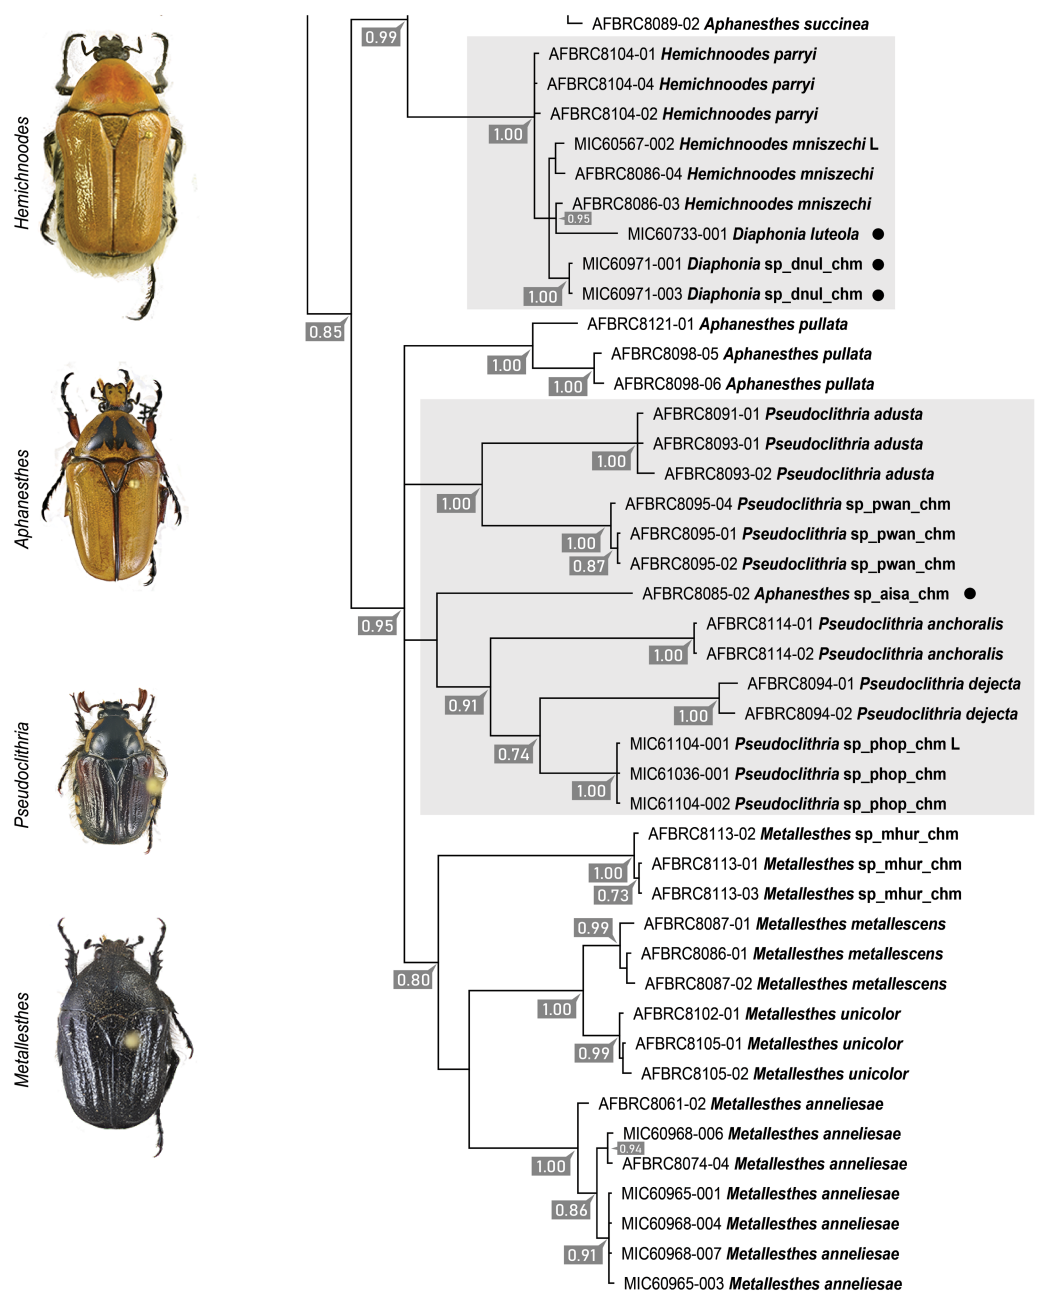 0.99
AFBRC8089-02 Aphanesthes succinea
AFBRC8104-01 Hemichnoodes parryi
AFBRC8104-04 Hemichnoodes parryi
AFBRC8104-02 Hemichnoodes parryi
1.00
MIC60567-002 Hemichnoodes mniszechi L
AFBRC8086-04 Hemichnoodes mniszechi
AFBRC8086-03 Hemichnoodes mniszechi
0.95
MIC60733-001 Diaphonia luteola
MIC60971-001 Diaphonia sp_dnul_chm
MIC60971-003 Diaphonia sp_dnul_chm
1.00
Hemichnoodes
0.85
AFBRC8121-01 Aphanesthes pullata
AFBRC8098-05 Aphanesthes pullata
1.00
AFBRC8098-06 Aphanesthes pullata
1.00
AFBRC8091-01 Pseudoclithria adusta
AFBRC8093-01 Pseudoclithria adusta
1.00
AFBRC8093-02 Pseudoclithria adusta
1.00
AFBRC8095-04 Pseudoclithria sp_pwan_chm
AFBRC8095-01 Pseudoclithria sp_pwan_chm
1.00
AFBRC8095-02 Pseudoclithria sp_pwan_chm
0.87
Aphanesthes
AFBRC8085-02 Aphanesthes sp_aisa_chm
0.95
AFBRC8114-01 Pseudoclithria anchoralis
AFBRC8114-02 Pseudoclithria anchoralis
1.00
AFBRC8094-01 Pseudoclithria dejecta
0.91
AFBRC8094-02 Pseudoclithria dejecta
1.00
MIC61104-001 Pseudoclithria sp_phop_chm L
0.74
MIC61036-001 Pseudoclithria sp_phop_chm
1.00
MIC61104-002 Pseudoclithria sp_phop_chm
Pseudoclithria
AFBRC8113-02 Metallesthes sp_mhur_chm
AFBRC8113-01 Metallesthes sp_mhur_chm
1.00
AFBRC8113-03 Metallesthes sp_mhur_chm
0.73
AFBRC8087-01 Metallesthes metallescens
0.99
AFBRC8086-01 Metallesthes metallescens
0.80
AFBRC8087-02 Metallesthes metallescens
1.00
AFBRC8102-01 Metallesthes unicolor
AFBRC8105-01 Metallesthes unicolor
0.99
AFBRC8105-02 Metallesthes unicolor
Metallesthes
AFBRC8061-02 Metallesthes anneliesae
MIC60968-006 Metallesthes anneliesae
0.94
AFBRC8074-04 Metallesthes anneliesae
1.00
MIC60965-001 Metallesthes anneliesae
0.86
MIC60968-004 Metallesthes anneliesae
MIC60968-007 Metallesthes anneliesae
0.91
MIC60965-003 Metallesthes anneliesae